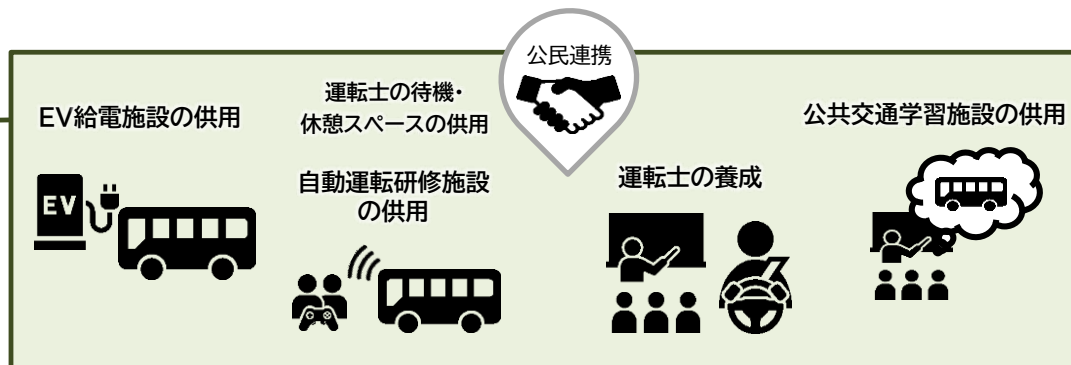 公民連携
EV給電施設の供用
EV
運転士の待機・
休憩スペースの供用
自動運転研修施設
の供用
運転士の養成
公共交通学習施設の供用